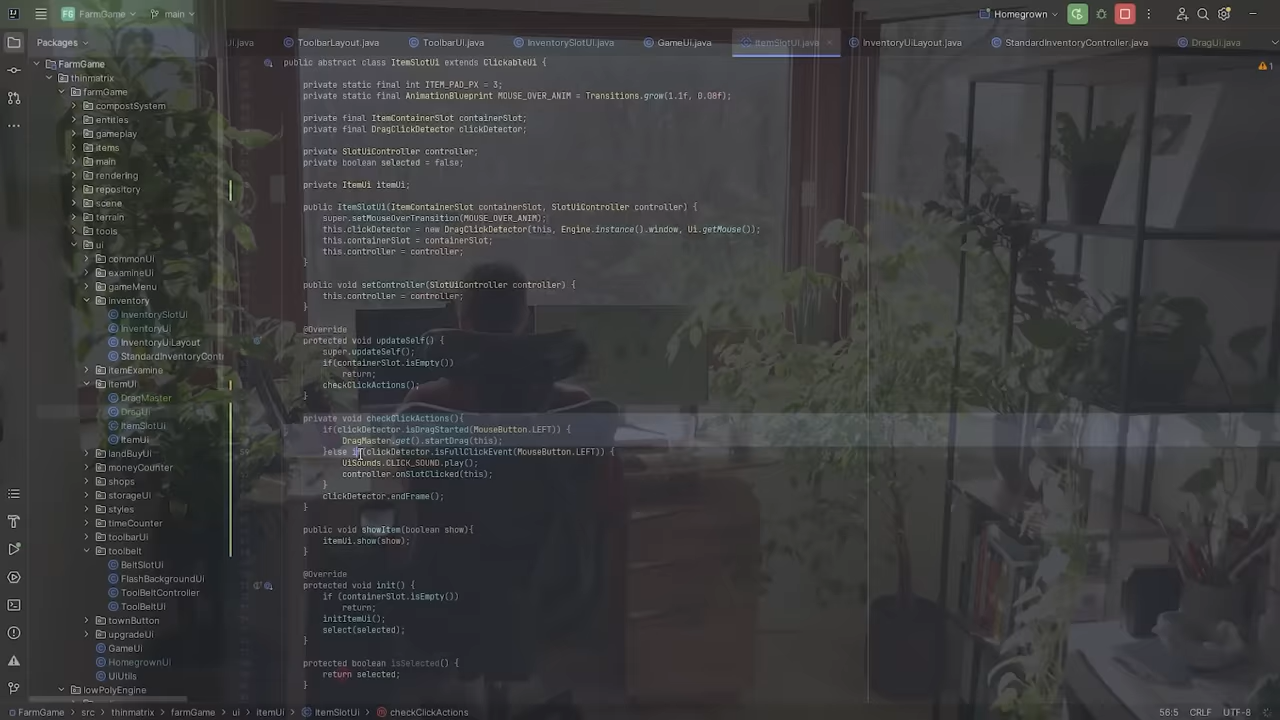 FG FarmGame main Homegrown
Packages
Ui.java ToolbarLayout.java ToolbarUi.java InventorySlotUi.java GameUi.java ItemSlotUi.java InventoryUiLayout.java StandardInventoryController.java DragUi.java
FarmGame
thinmatrix
farmGame
compostSystem
entities
gameplay
items
main
rendering
repository
scene
terrain
tools
ui
commonUi
examineUi
gameMenu
Inventory
InventorySlotUi
InventoryUi
InventoryUiLayout
StandardInventoryContr
itemExamine
itemUi
DragMaster
DragUi
ItemSlotUi
ItemUi
landBuyUi
moneyCounter
shops
storageUi
styles
timeCounter
toolbarUi
toolbelt
BeltSlotUi
FlashBackgroundUi
ToolBeltController
ToolBeltUi
townButton
upgradeUi
GameUi
HomegrownUi
UiUtils
lowPolyEngine
public abstract class ItemSlotUi extends ClickableUi {
private static final int ITEM_PAD_PX = 3;
private static final AnimationBlueprint MOUSE_OVER_ANIM = Transitions.grow(1.1f, 0.08f);
private final ItemContainerSlot containerSlot;
private final DragClickDetector clickDetector;
private SlotUiController controller;
private boolean selected = false;
private ItemUi itemUi;
public ItemSlotUi(ItemContainerSlot containerSlot, SlotUiController controller) {
super.setMouseOverTransition(MOUSE_OVER_ANIM);
this.clickDetector = new DragClickDetector(this, Engine.instance().window, Ui.getMouse());
this.containerSlot = containerSlot;
this.controller = controller;
}
public void setController(SlotUiController controller) {
this.controller = controller;
}
@Override
protected void updateSelf() {
super.updateSelf();
if(containerSlot.isEmpty())
return;
checkClickActions();
}
private void checkClickActions(){
if(clickDetector.isDragStarted(MouseButton.LEFT)) {
DragMaster.get().startDrag(this);
}else if(clickDetector.isFullClickEvent(MouseButton.LEFT)) {
UiSounds.CLICK_SOUND.play();
controller.onSlotClicked(this);
}
clickDetector.endFrame();
}
public void showItem(boolean show){
itemUi.show(show);
}
@Override
protected void init() {
if (containerSlot.isEmpty())
return;
initItemUi();
select(selected);
}
protected boolean isSelected() {
return selected;
}
1
FarmGame > src > thinmatrix > farmGame > ui > itemUi > ItemSlotUi > checkClickActions 56:5 CRLF UTF-8